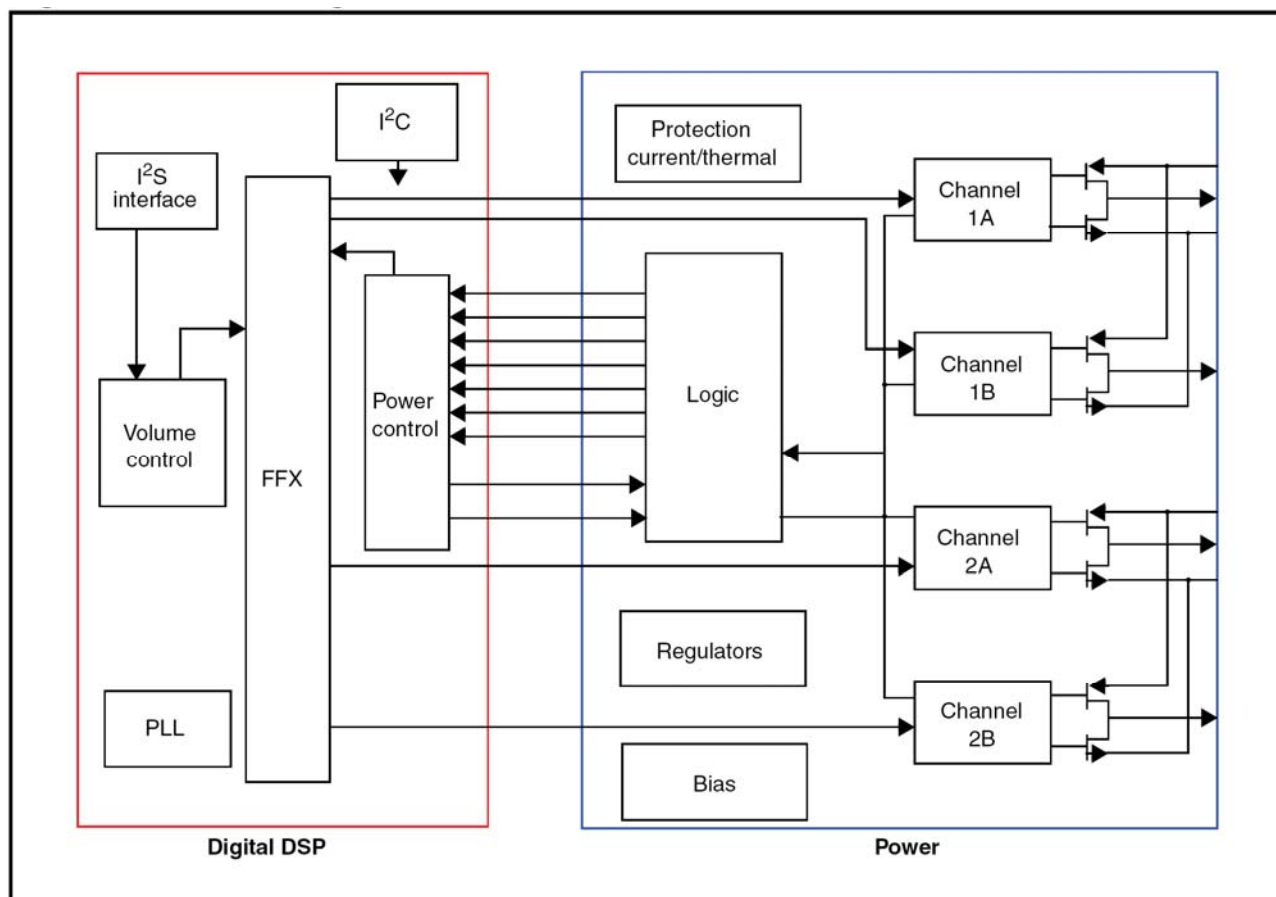 I²C
I²S
interface
Volume
control
PLL
FFX
Power
control
Digital DSP
Protection
current/thermal
Logic
Regulators
Bias
Channel
1A
Channel
1B
Channel
2A
Channel
2B
Power